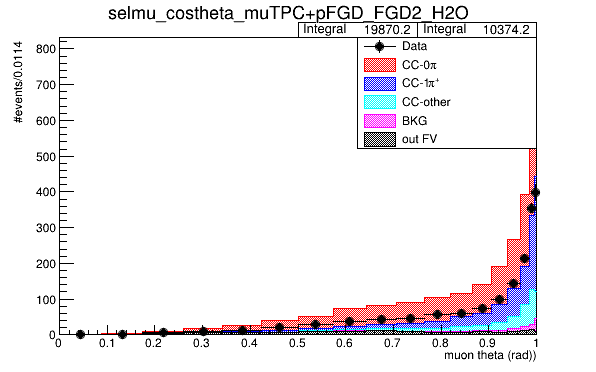 selmu_costheta_muTPC+pFGD_FGD2_H2O
Integral 19870.2 Integral 10374.2
Data
CC-0π
CC-1π⁺
CC-other
BKG
out FV
#events/0.0114
800
700
600
500
400
300
200
100
0
0 0.1 0.2 0.3 0.4 0.5 0.6 0.7 0.8 0.9 1
muon theta (rad))